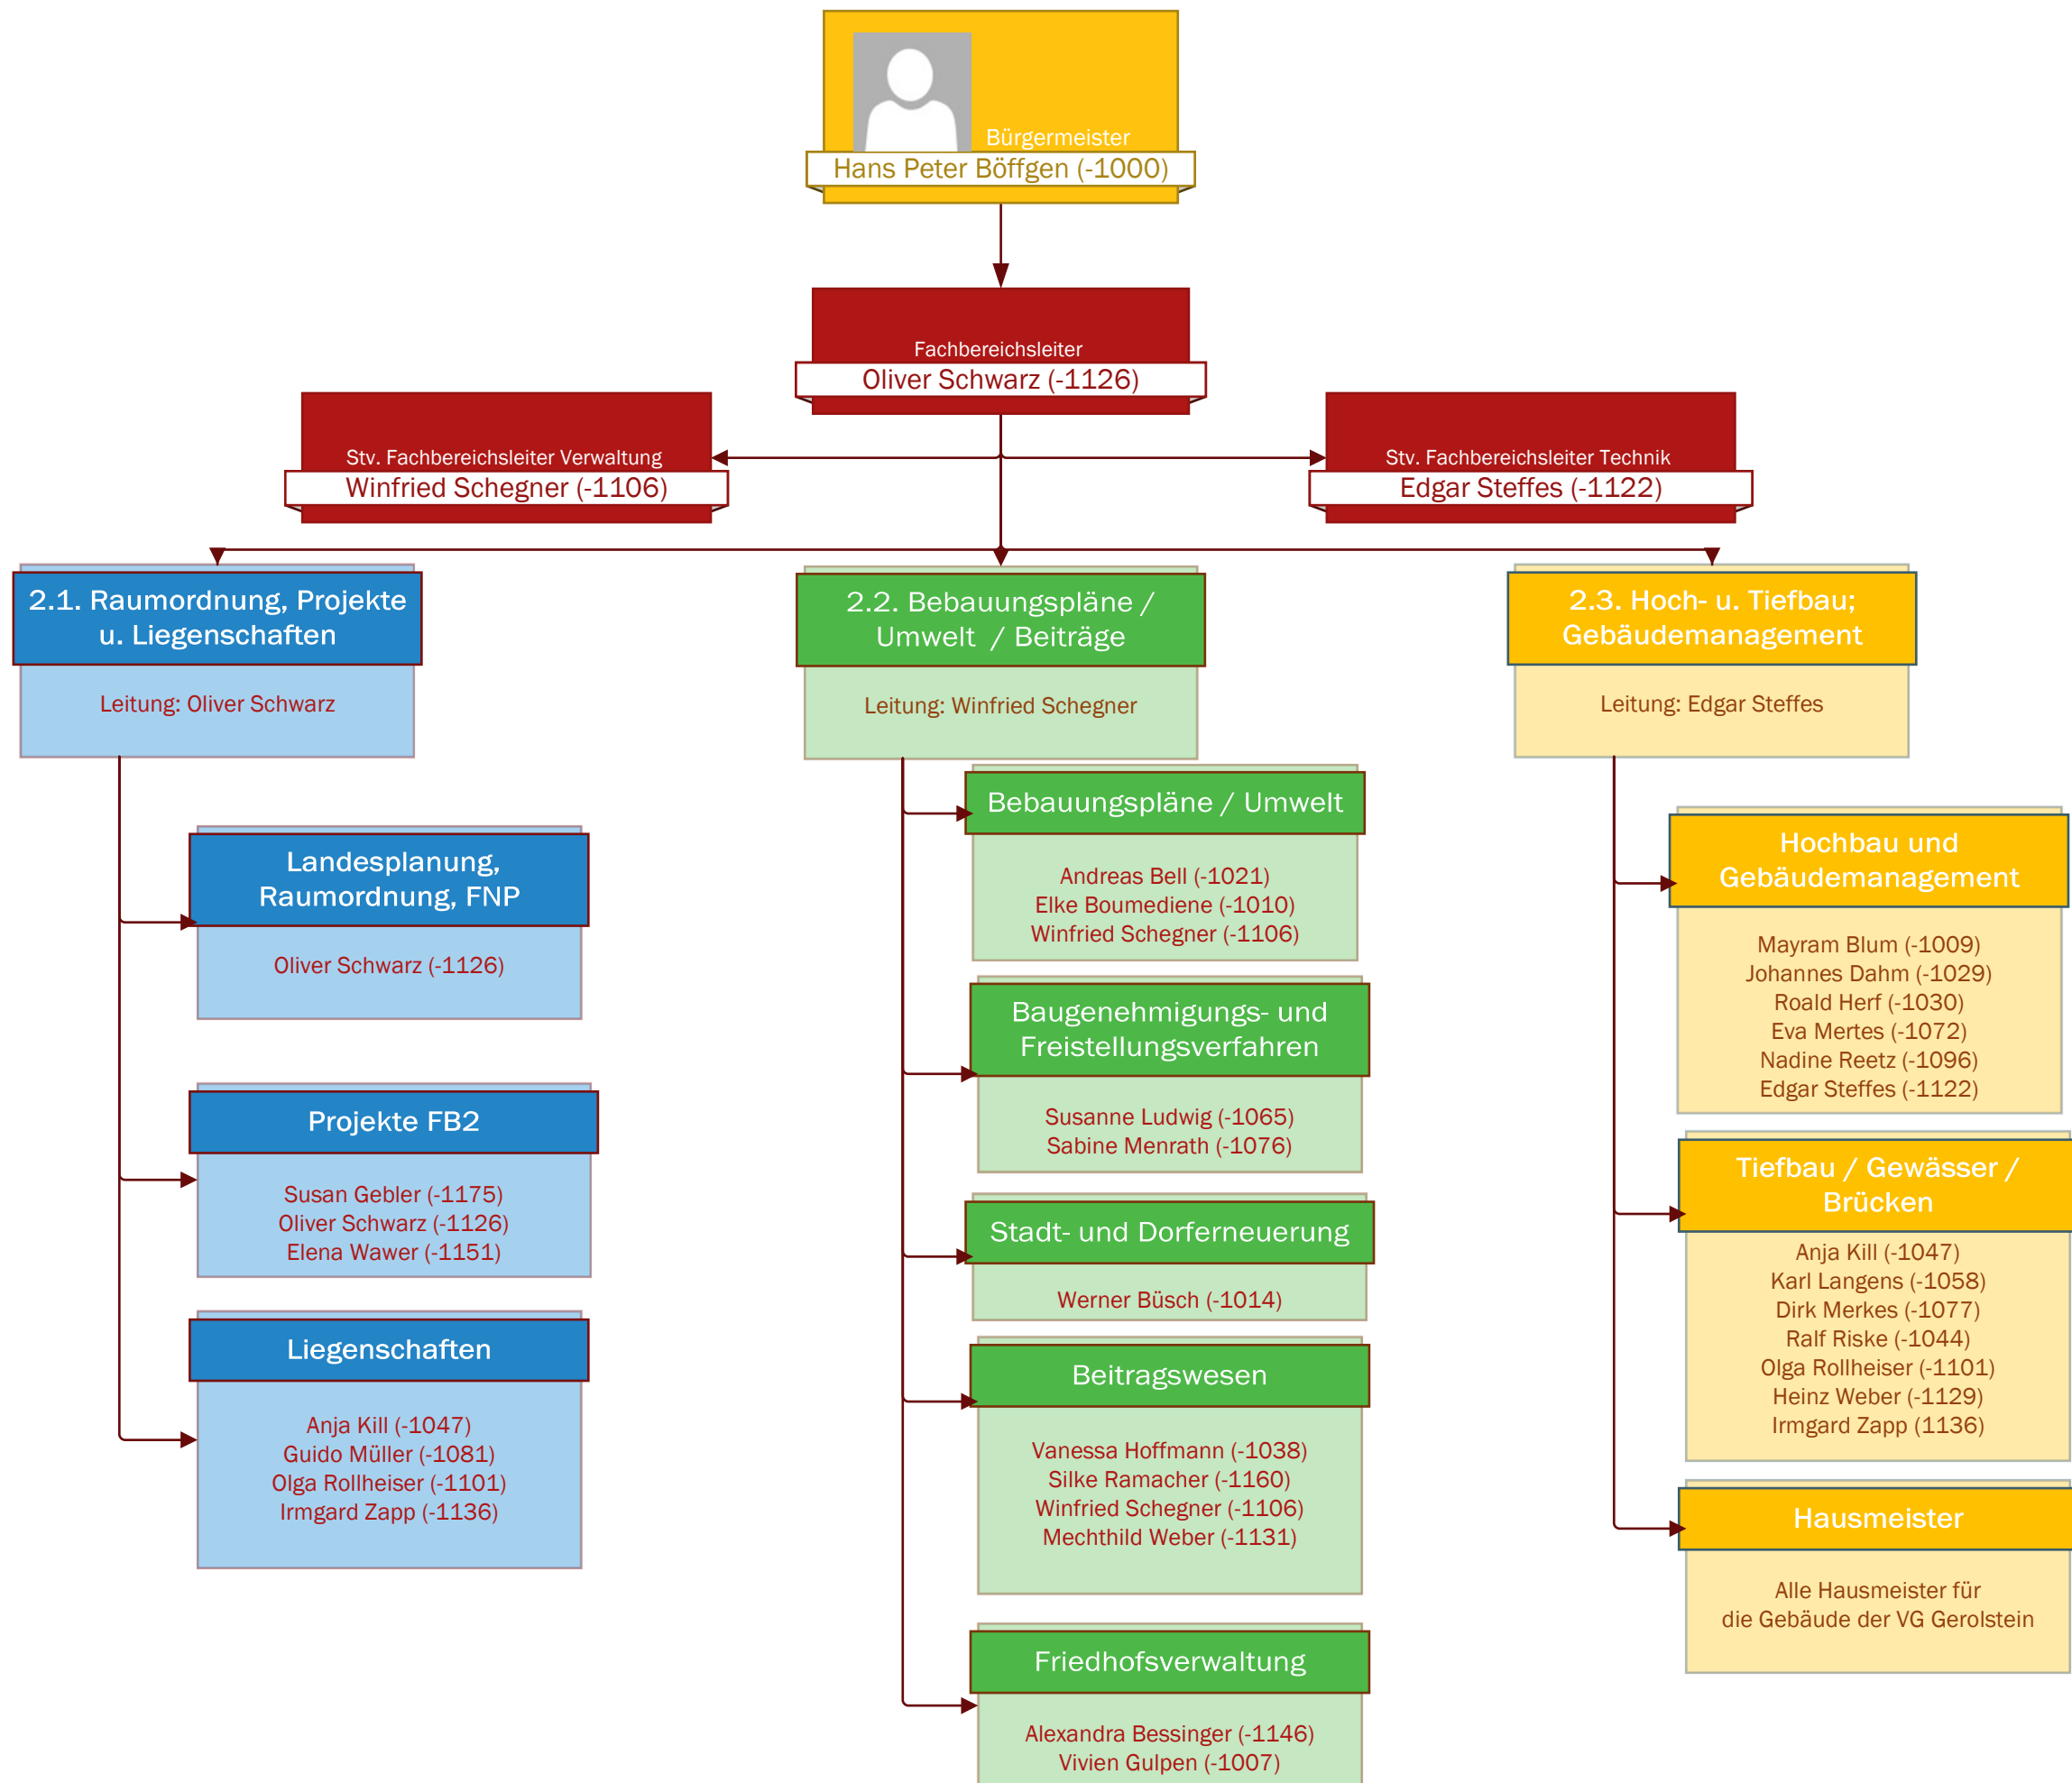 Bürgermeister
Hans Peter Böffgen (-1000)
Fachbereichsleiter
Oliver Schwarz (-1126)
Stv. Fachbereichsleiter Verwaltung
Winfried Schegner (-1106)
Stv. Fachbereichsleiter Technik
Edgar Steffes (-1122)
2.1. Raumordnung, Projekte
u. Liegenschaften
Leitung: Oliver Schwarz
Landesplanung,
Raumordnung, FNP
Oliver Schwarz (-1126)
Projekte FB2
Susan Gebler (-1175)
Oliver Schwarz (-1126)
Elena Wawer (-1151)
Liegenschaften
Anja Kill (-1047)
Guido Müller (-1081)
Olga Rollheiser (-1101)
Irmgard Zapp (-1136)
2.2. Bebauungspläne /
Umwelt / Beiträge
Leitung: Winfried Schegner
Bebauungspläne / Umwelt
Andreas Bell (-1021)
Elke Boumediene (-1010)
Winfried Schegner (-1106)
Baugenehmigungs- und
Freistellungsverfahren
Susanne Ludwig (-1065)
Sabine Menrath (-1076)
Stadt- und Dorferneuerung
Werner Büsch (-1014)
Beitragswesen
Vanessa Hoffmann (-1038)
Silke Ramacher (-1160)
Winfried Schegner (-1106)
Mechthild Weber (-1131)
Friedhofsverwaltung
Alexandra Bessinger (-1146)
Vivien Gulpen (-1007)
2.3. Hoch- u. Tiefbau;
Gebäudemanagement
Leitung: Edgar Steffes
Hochbau und
Gebäudemanagement
Mayram Blum (-1009)
Johannes Dahm (-1029)
Roald Herf (-1030)
Eva Mertes (-1072)
Nadine Reetz (-1096)
Edgar Steffes (-1122)
Tiefbau / Gewässer /
Brücken
Anja Kill (-1047)
Karl Langens (-1058)
Dirk Merkes (-1077)
Ralf Riske (-1044)
Olga Rollheiser (-1101)
Heinz Weber (-1129)
Irmgard Zapp (1136)
Hausmeister
Alle Hausmeister für
die Gebäude der VG Gerolstein